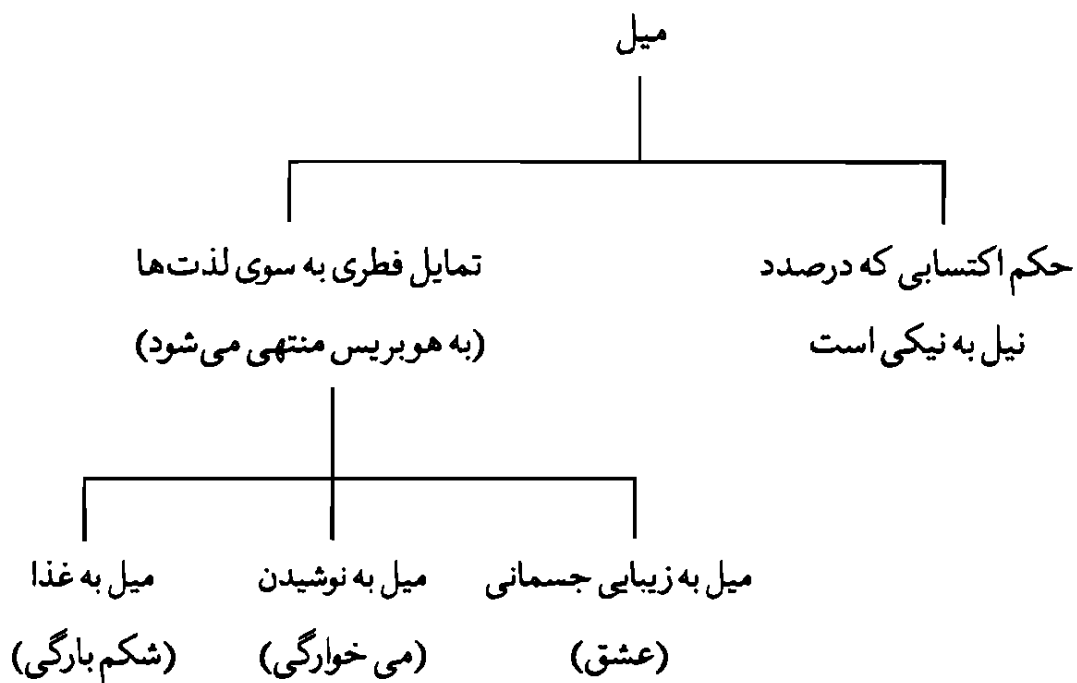 میل
حکم اکتسابی که درصدد
نیل به نیکی است
تمایل فطری به سوی لذت‌ها
(به هوبریس منتهی می‌شود)
میل به زیبایی جسمانی
(عشق)
میل به نوشیدن
(می خوارگی)
میل به غذا
(شکم بارگی)